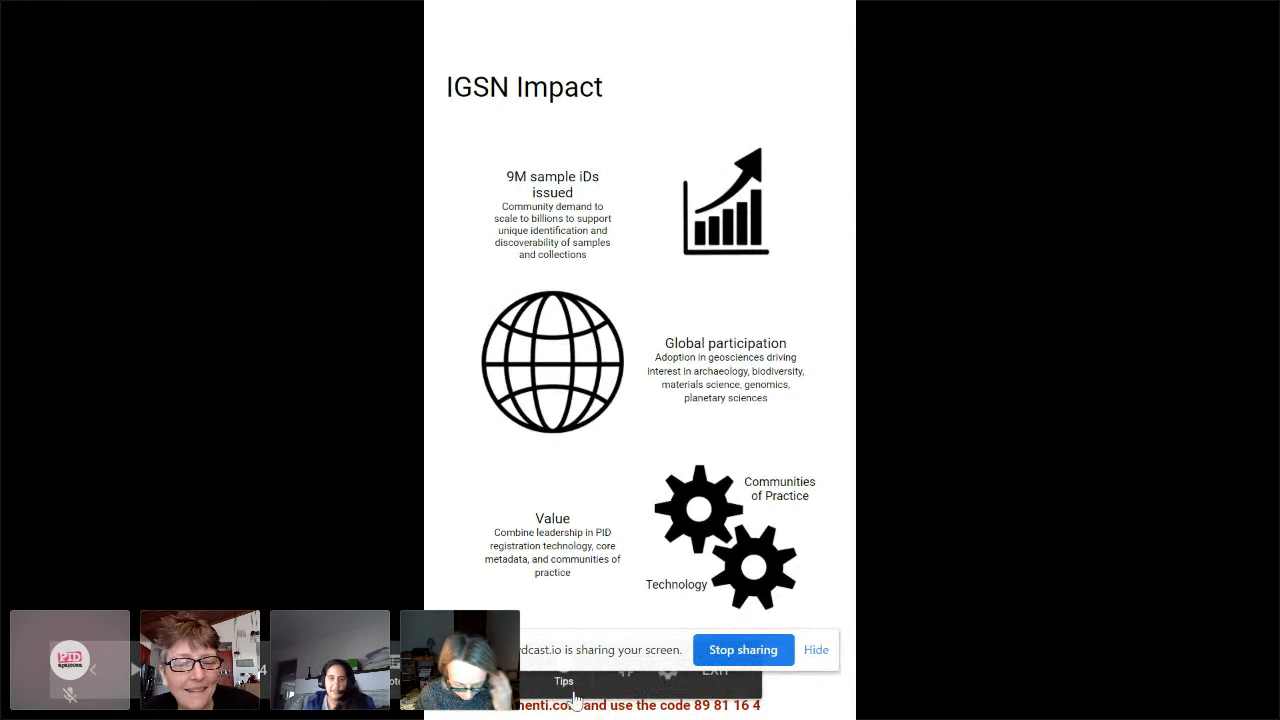 IGSN Impact
9M sample iDs
issued
Community demand to
scale to billions to support
unique identification and
discoverability of samples
and collections
Global participation
Adoption in geosciences driving
interest in archaeology, biodiversity,
materials science, genomics,
planetary sciences
Communities
of Practice
Value
Combine leadership in PID
registration technology, core
metadata, and communities of
practice
Technology
is sharing your screen.
Stop sharing
Hide
PID
Tips
EXIT
and use the code 89 81 16 4